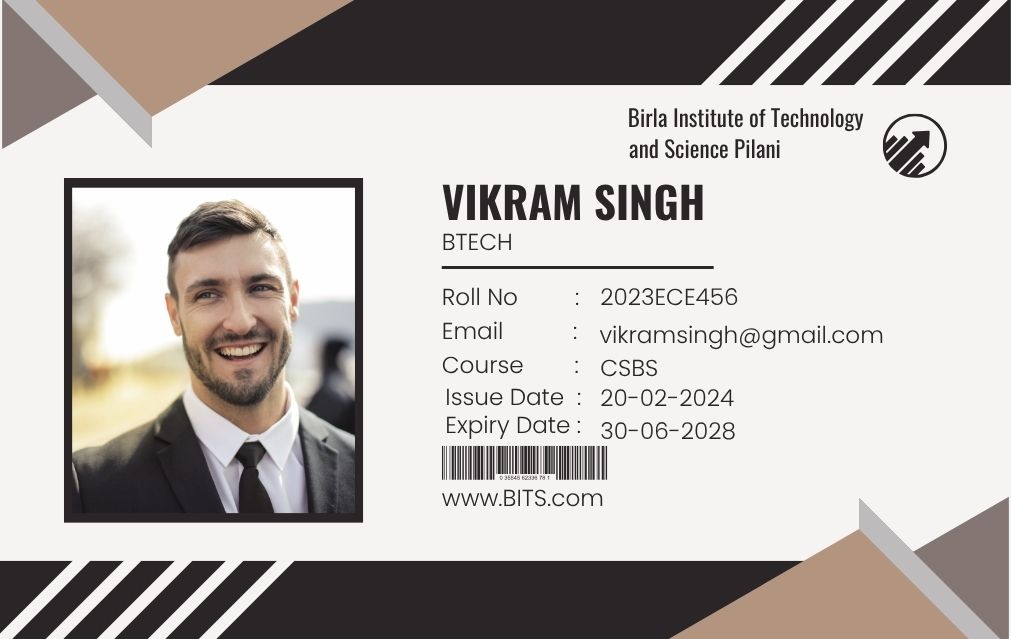 Birla Institute of Technology
and Science Pilani
VIKRAM SINGH
BTECH
Roll No : 2023ECE456
Email : vikramsingh@gmail.com
Course : CSBS
Issue Date : 20-02-2024
Expiry Date : 30-06-2028
0 35545 62336 78 1
www.BITS.com